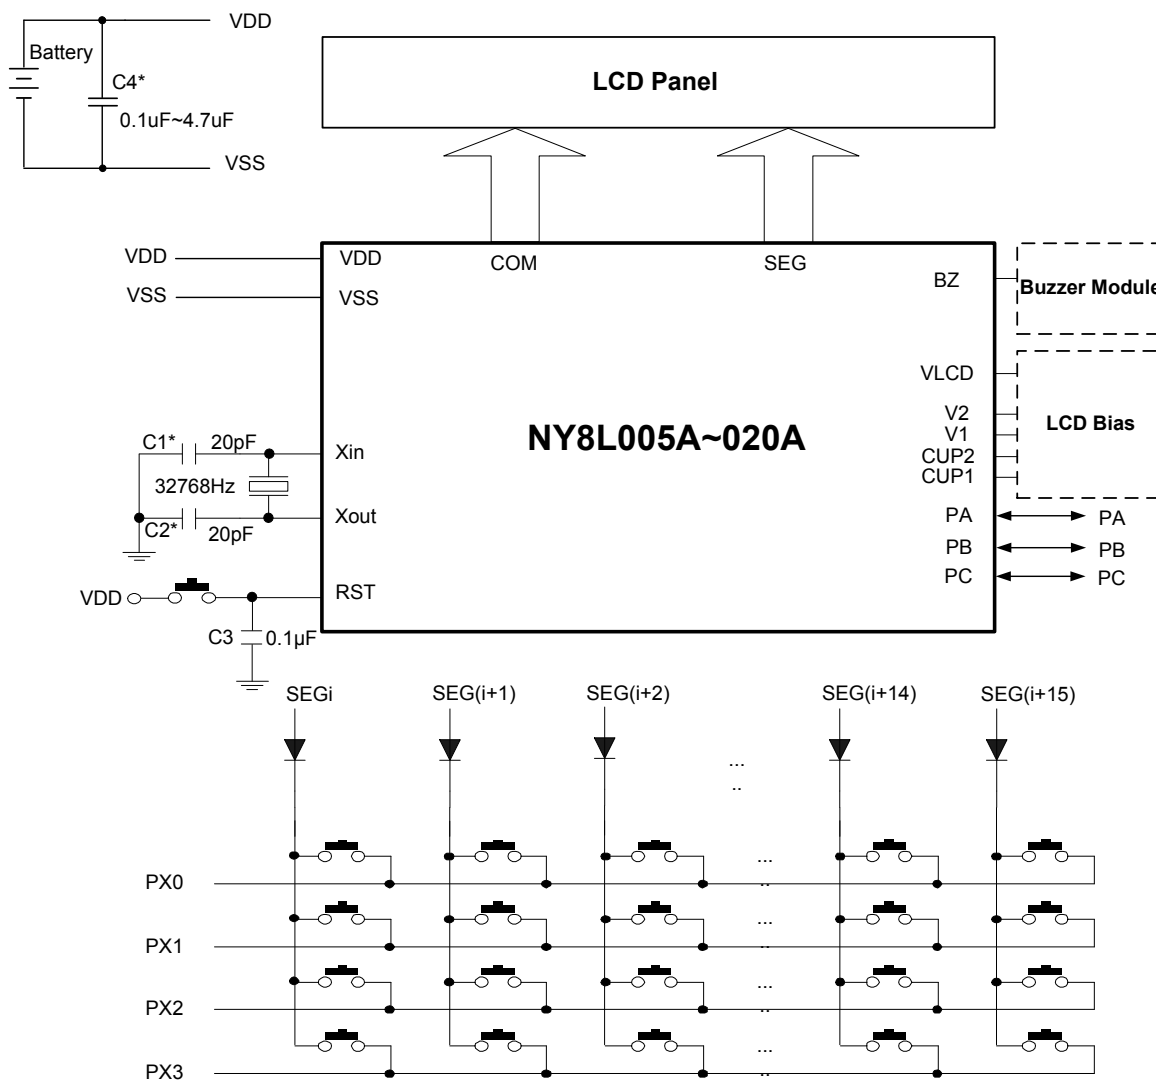 VDD
Battery
C4*
0.1uF~4.7uF
VSS
LCD Panel
VDD
VSS
VDD
VSS
COM
SEG
BZ
Buzzer Module
VLCD
V2
V1
CUP2
CUP1
LCD Bias
NY8L005A~020A
C1*
20pF
Xin
32768Hz
C2*
20pF
Xout
PA
PA
PB
PB
PC
PC
VDD
RST
C3
0.1µF
SEGi
SEG(i+1)
SEG(i+2)
SEG(i+14)
SEG(i+15)
...
..
...
PX0
..
...
PX1
..
...
PX2
..
...
PX3
..